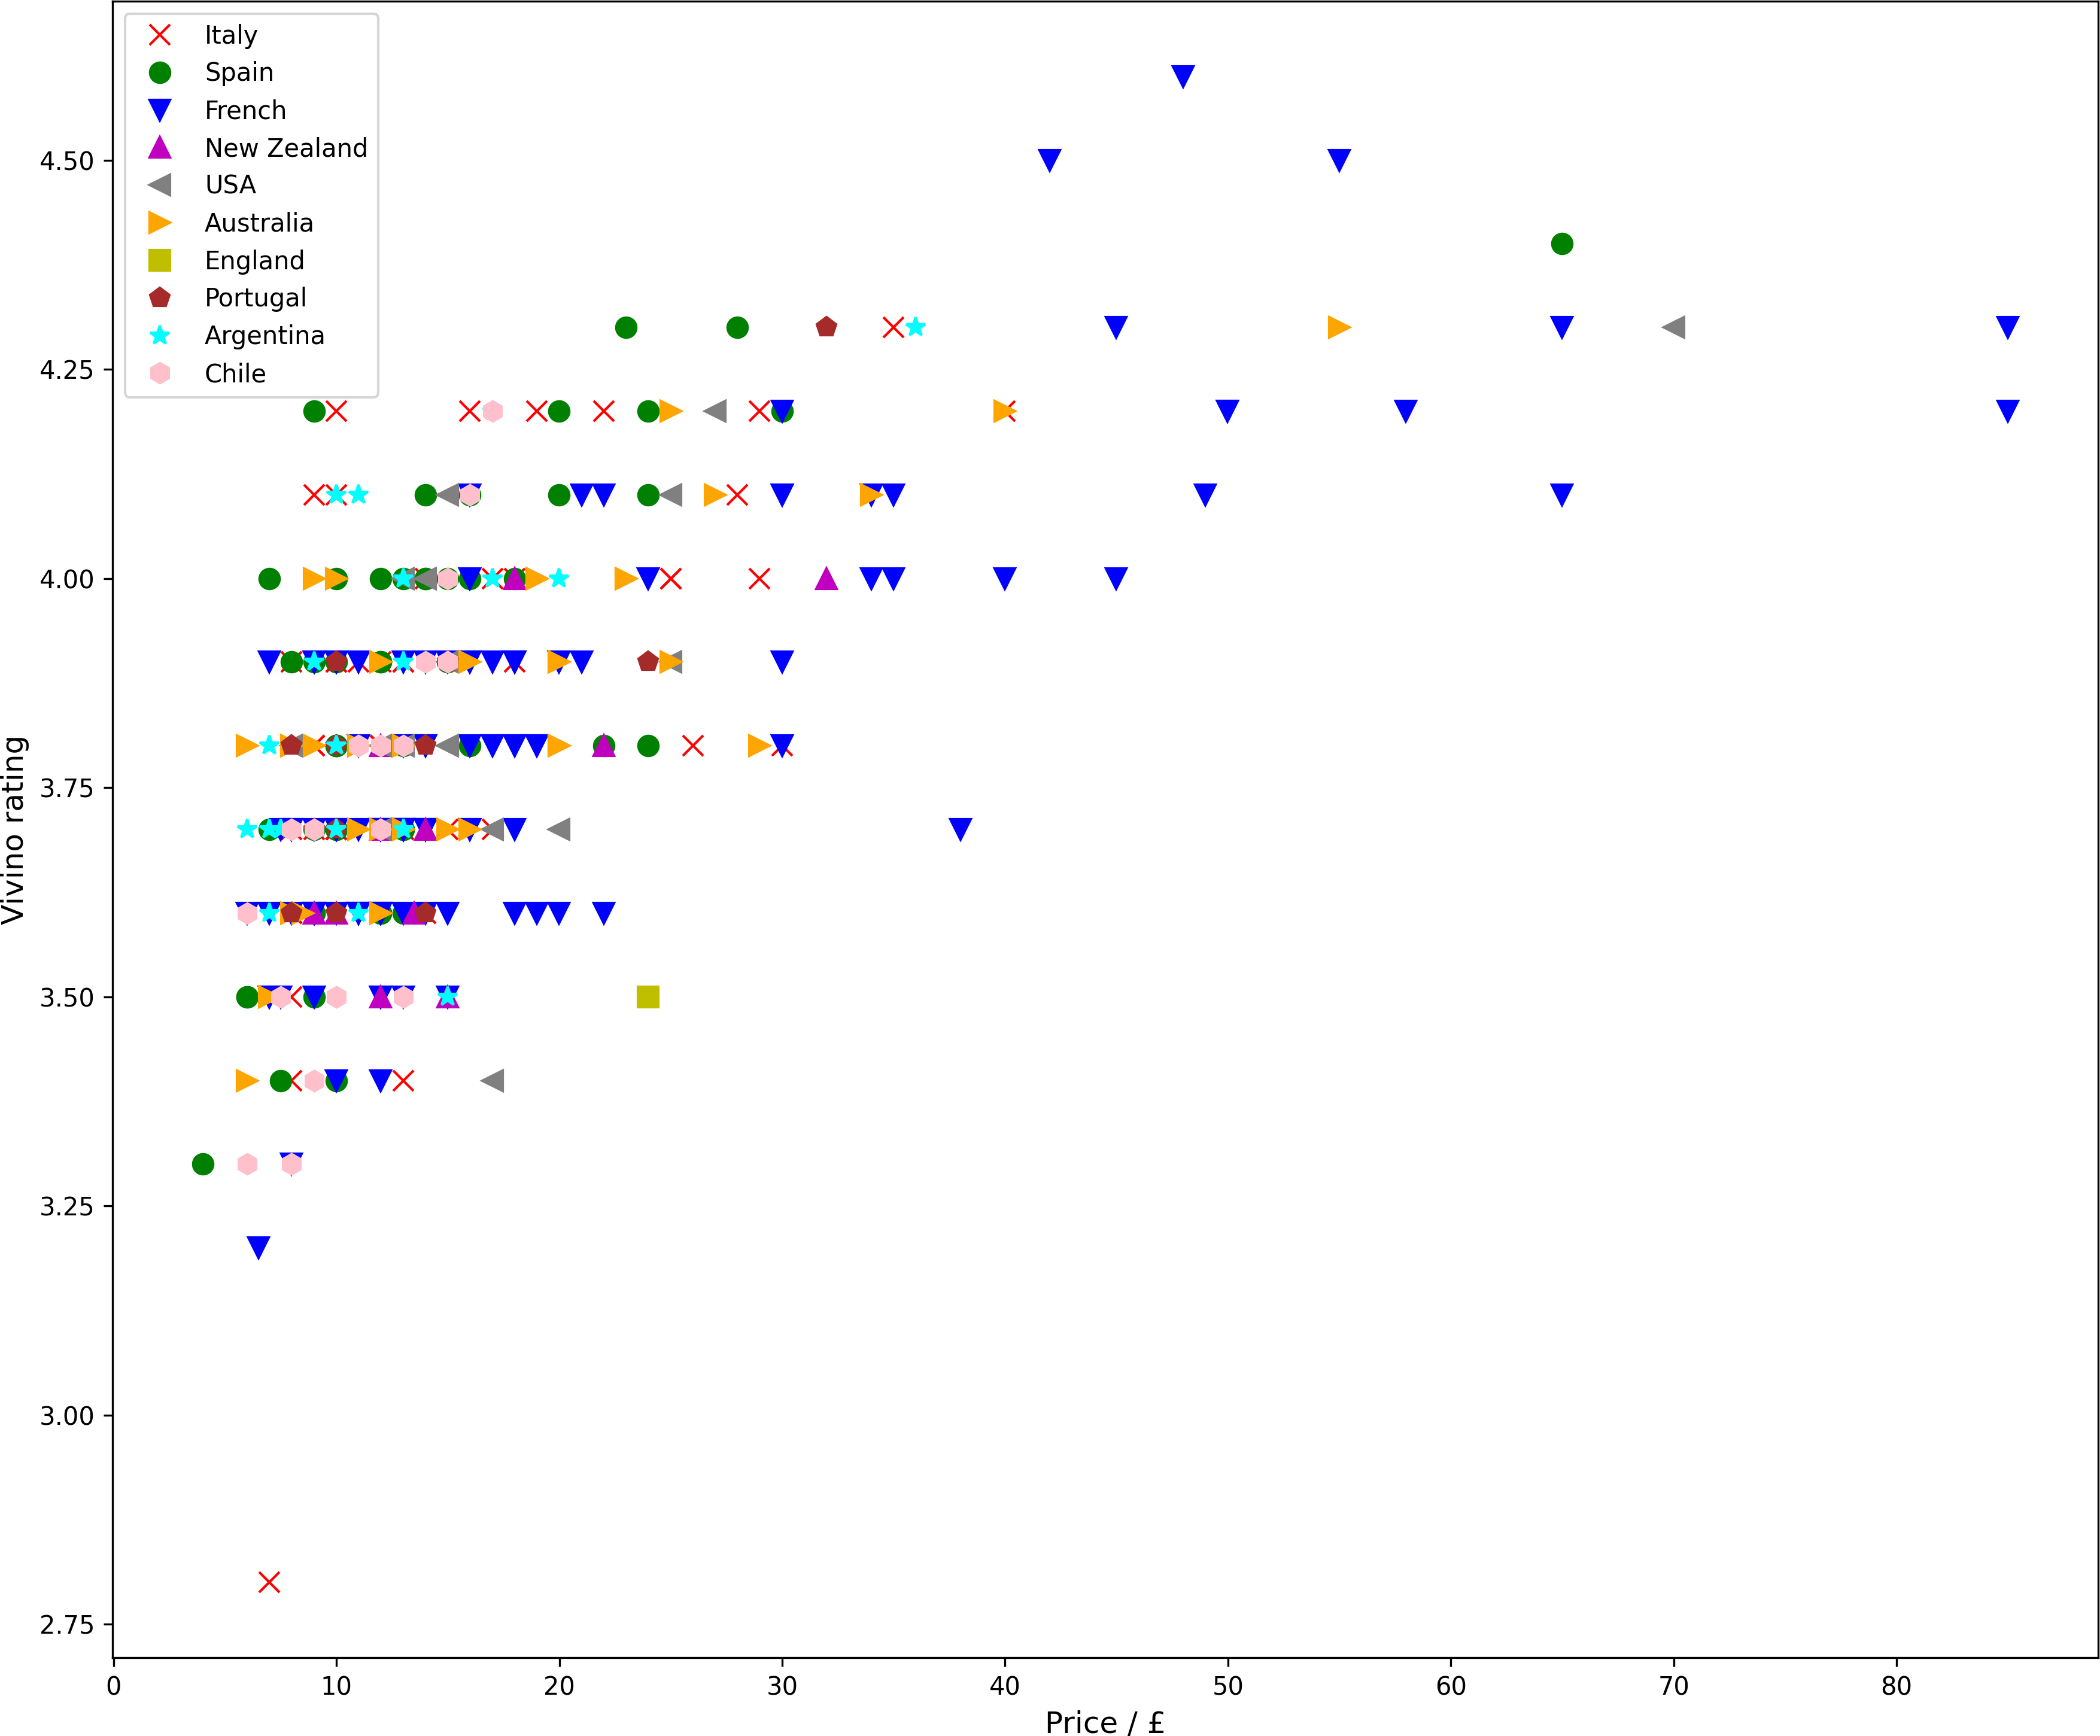 Italy
Spain
French
New Zealand
USA
Australia
England
Portugal
Argentina
Chile
4.50
4.25
4.00
3.75
3.50
3.25
3.00
2.75
Vivino rating
0 10 20 30 40 50 60 70 80
Price / £